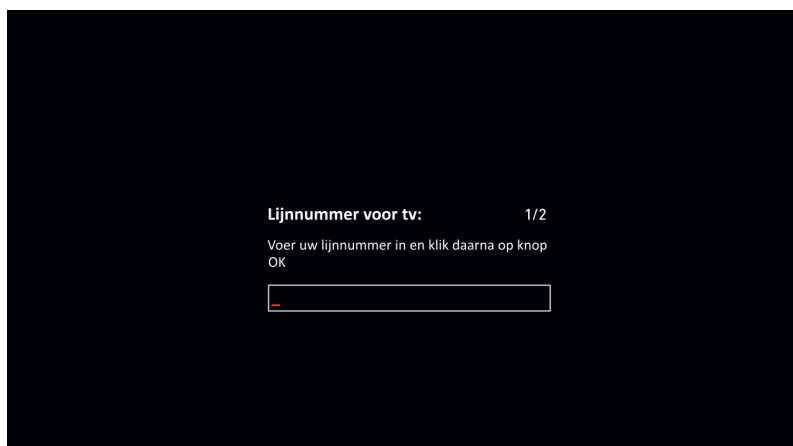 Lijnnummer voor tv: 1/2
Voer uw lijnnummer in en klik daarna op knop
OK